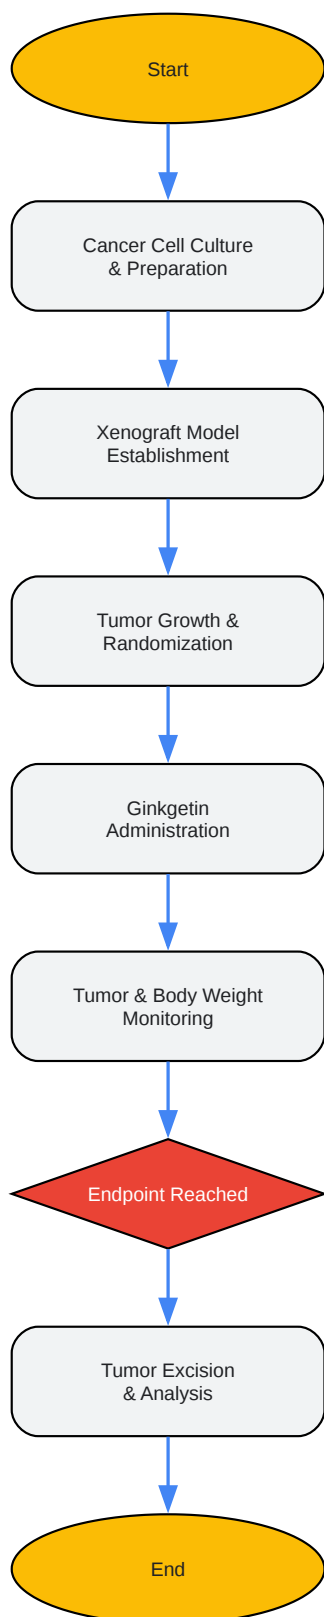 Start
Cancer Cell Culture
& Preparation
Xenograft Model
Establishment
Tumor Growth &
Randomization
Ginkgetin
Administration
Tumor & Body Weight
Monitoring
Endpoint Reached
Tumor Excision
& Analysis
End